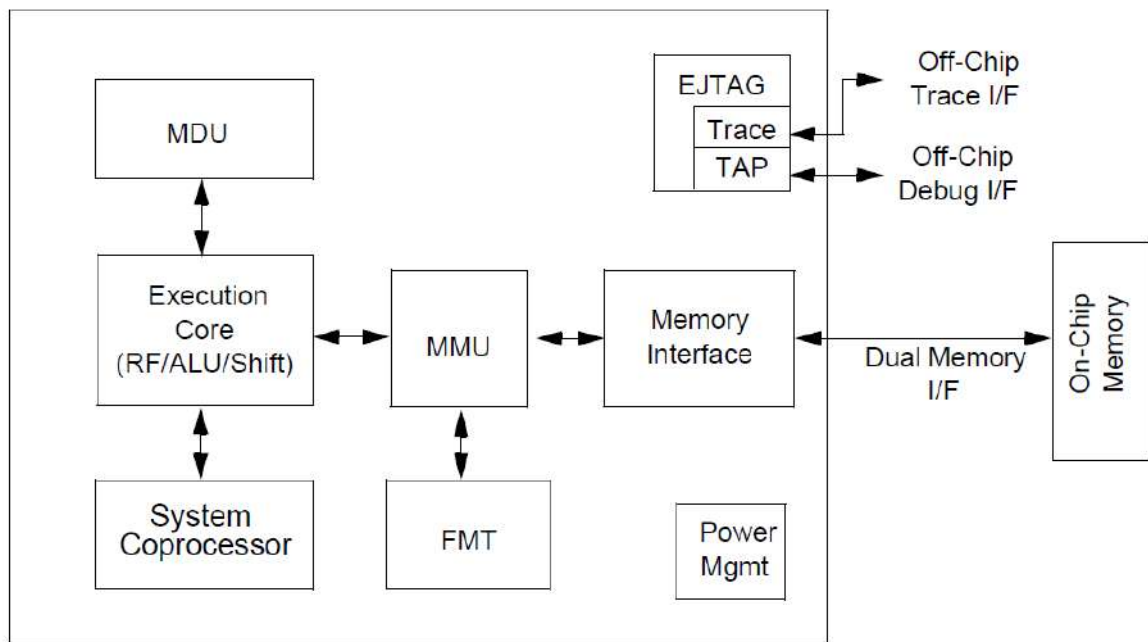 MDU
EJTAG
Trace
TAP
Off-Chip
Trace I/F
Off-Chip
Debug I/F
Execution
Core
(RF/ALU/Shift)
MMU
Memory
Interface
Dual Memory
I/F
On-Chip
Memory
System
Coprocessor
FMT
Power
Mgmt